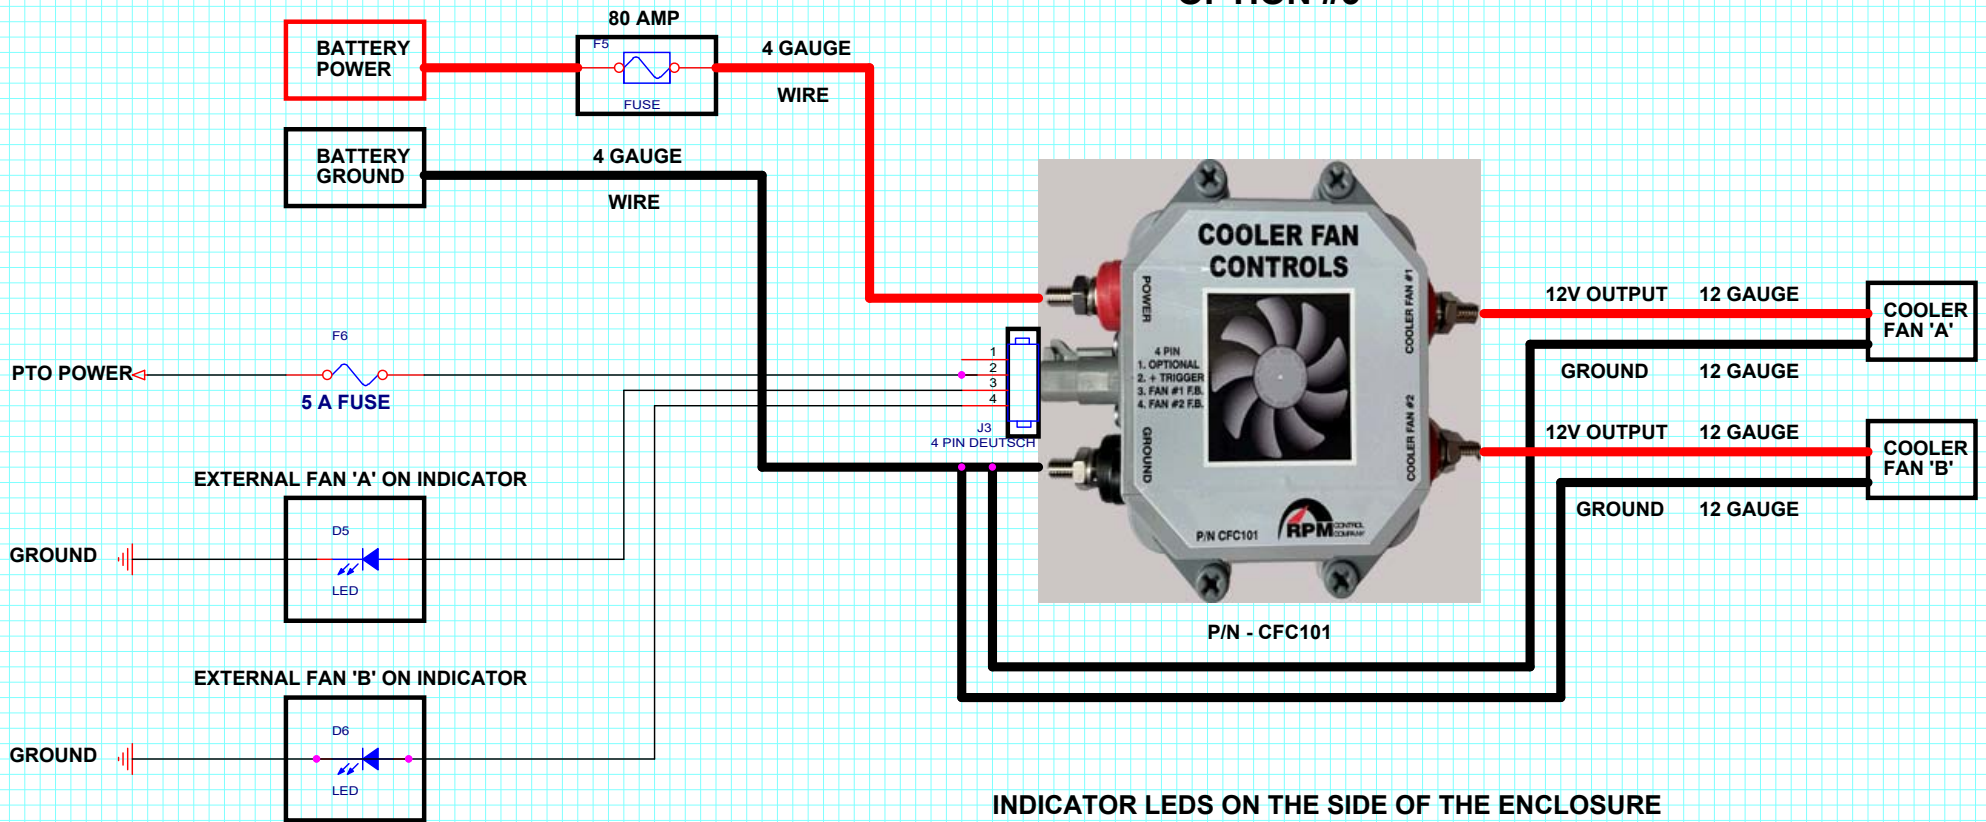 80 AMP
BATTERY
POWER
F5
FUSE
4 GAUGE
WIRE
BATTERY
GROUND
4 GAUGE
WIRE
COOLER FAN
CONTROLS
POWER
4 PIN
1. OPTIONAL
2. + TRIGGER
3. FAN #1 F.B.
4. FAN #2 F.B.
GROUND
COOLER FAN #1
COOLER FAN #2
P/N CFC101
RPM CONTROL
COMPANY
P/N - CFC101
12V OUTPUT 12 GAUGE
COOLER
FAN 'A'
GROUND 12 GAUGE
12V OUTPUT 12 GAUGE
COOLER
FAN 'B'
GROUND 12 GAUGE
F6
PTO POWER
5 A FUSE
1
2
3
4
J3
4 PIN DEUTSCH
EXTERNAL FAN 'A' ON INDICATOR
D5
GROUND
LED
EXTERNAL FAN 'B' ON INDICATOR
D6
GROUND
LED
INDICATOR LEDS ON THE SIDE OF THE ENCLOSURE